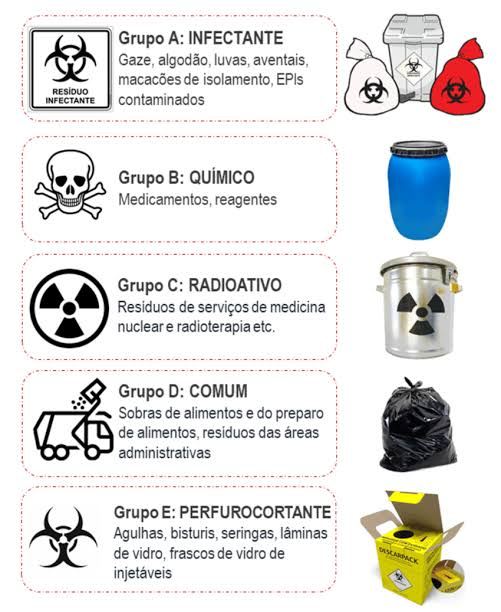 Grupo A: INFECTANTE
Gaze, algodão, luvas, aventais,
macacões de isolamento, EPIs
contaminados
RESÍDUO
INFECTANTE
Grupo B: QUÍMICO
Medicamentos, reagentes
Grupo C: RADIOATIVO
Resíduos de serviços de medicina
nuclear e radioterapia etc.
Grupo D: COMUM
Sobras de alimentos e do preparo
de alimentos, resíduos das áreas
administrativas
Grupo E: PERFUROCORTANTE
Agulhas, bisturis, seringas, lâminas
de vidro, frascos de vidro de
injetáveis
DESCARPACK